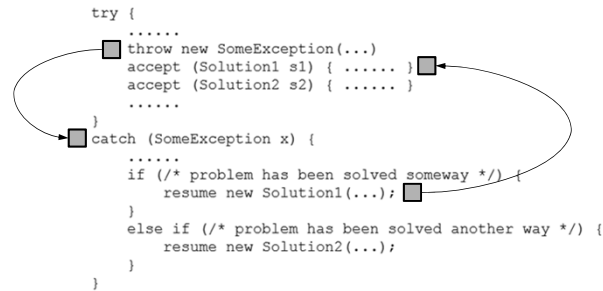 try {
    ......
    throw new SomeException(...)
    accept (Solution1 s1) { ...... }
    accept (Solution2 s2) { ...... }
    ......
}
catch (SomeException x) {
    ......
    if (/* problem has been solved someway */) {
        resume new Solution1(...);
    }
    else if (/* problem has been solved another way */) {
        resume new Solution2(...);
    }
}